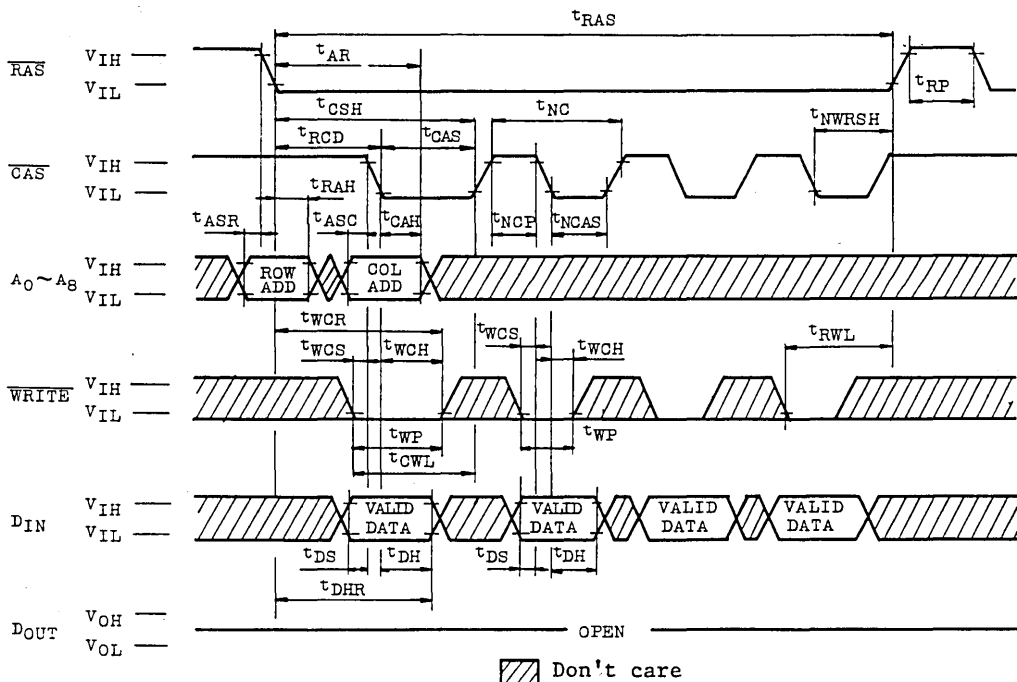 tRAS
RAS VIH
VIL
tAR
tRP
tCSH
tNC
tNWRSH
tRCD
tCAS
CAS VIH
VIL
tRAH
tASR
tASC
tCAH
tNCP
tNCAS
A0~A8 VIH
VIL
ROW ADD
COL ADD
tWCR
tWCS
tWCH
tWCS
tWCH
tRWL
WRITE VIH
VIL
tWP
tWP
tCWL
DIN VIH
VIL
VALID DATA
VALID DATA
VALID DATA
VALID DATA
tDS
tDH
tDS
tDH
tDHR
DOUT VOH
VOL
OPEN
Don't care